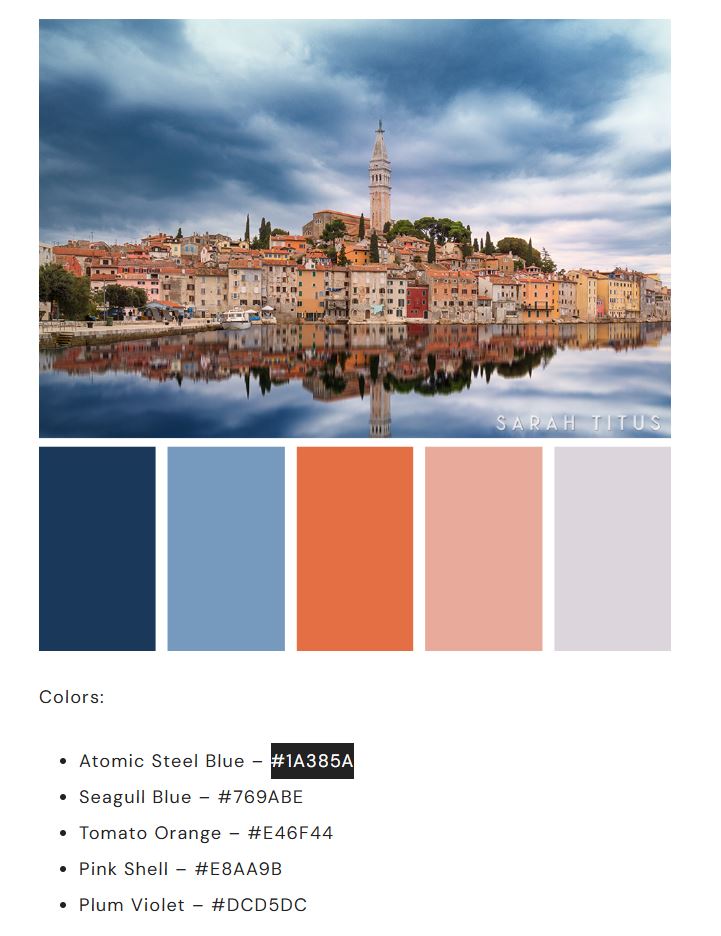 SARAH TITUS
Colors:
Atomic Steel Blue – #1A385A
Seagull Blue – #769ABE
Tomato Orange – #E46F44
Pink Shell – #E8AA9B
Plum Violet – #DCD5DC